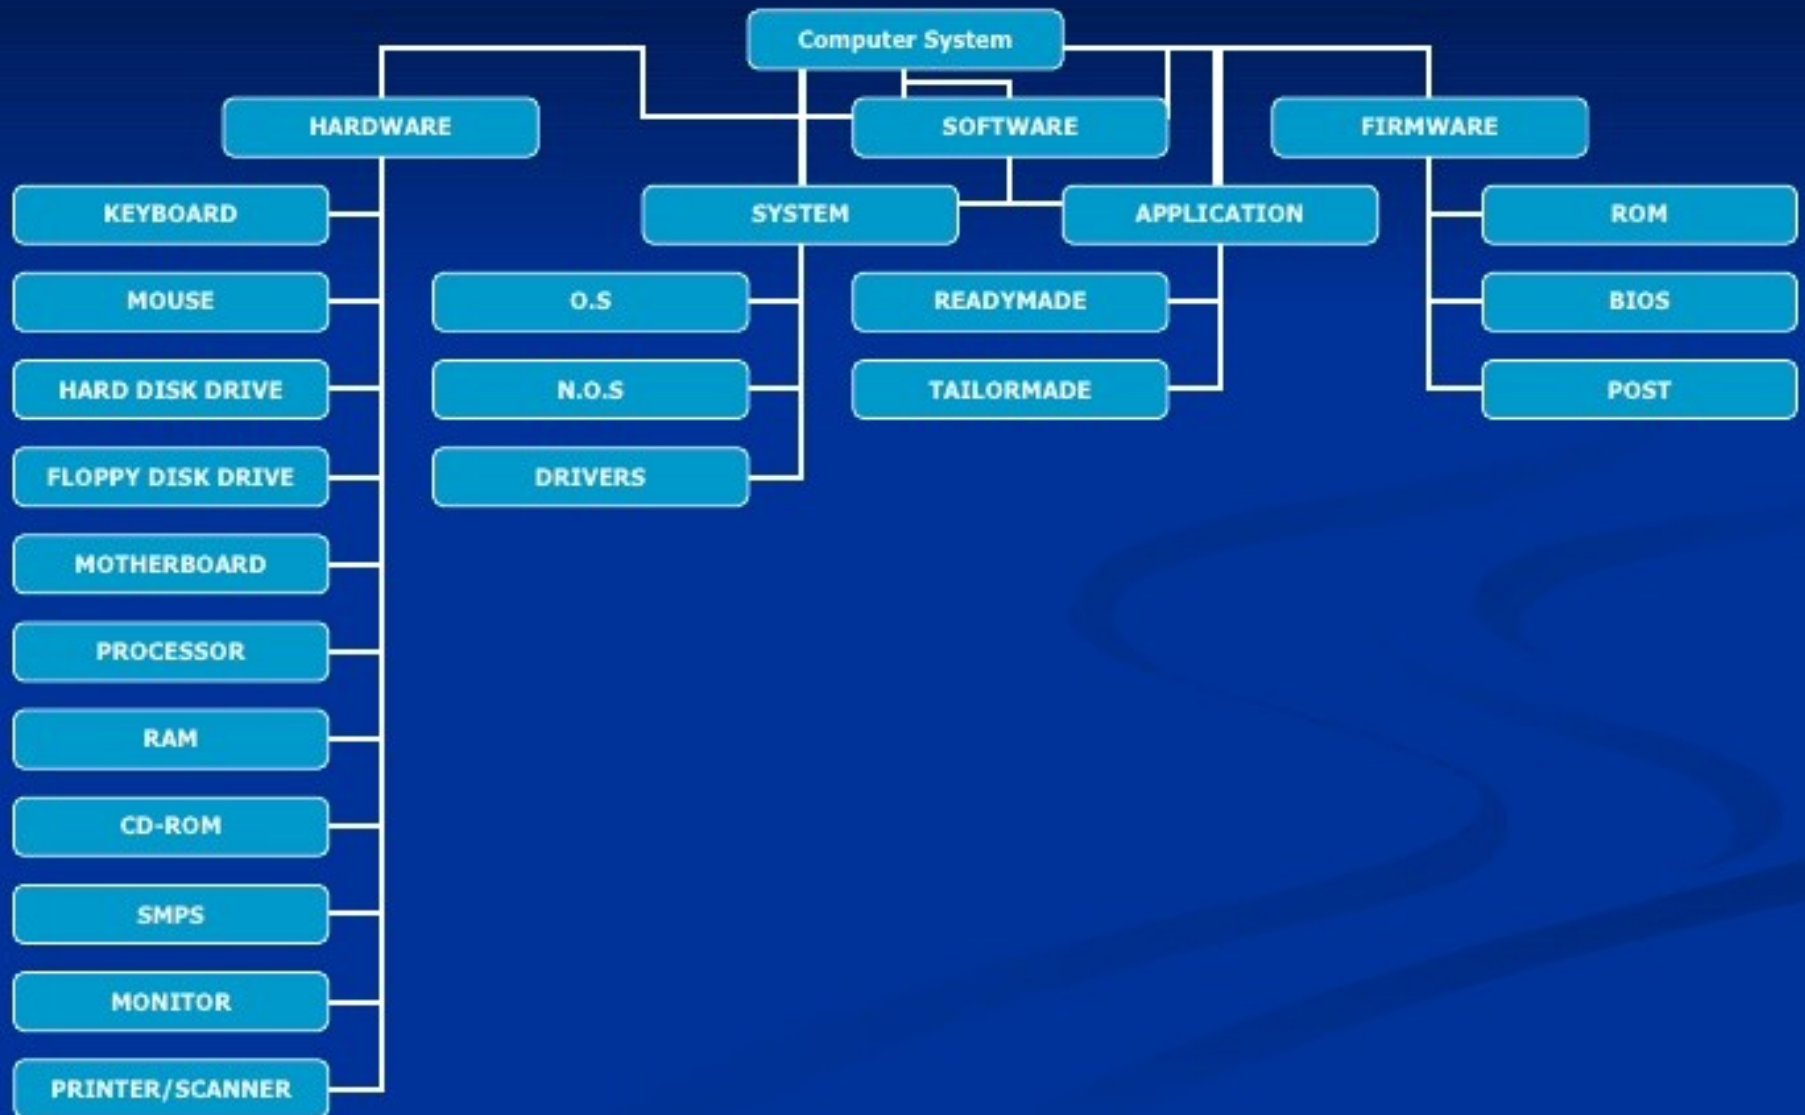 Computer System
HARDWARE
SOFTWARE
FIRMWARE
KEYBOARD
SYSTEM
APPLICATION
ROM
MOUSE
O.S
READYMADE
BIOS
HARD DISK DRIVE
N.O.S
TAILORMADE
POST
FLOPPY DISK DRIVE
DRIVERS
MOTHERBOARD
PROCESSOR
RAM
CD-ROM
SMPS
MONITOR
PRINTER/SCANNER